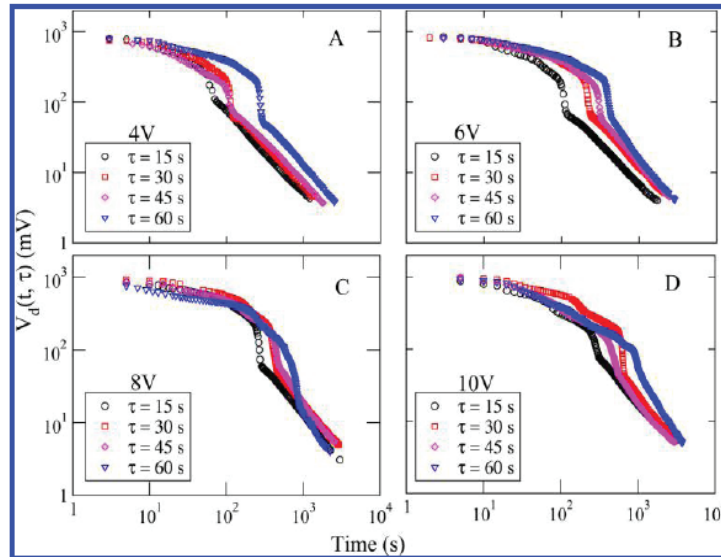 10³
10²
10¹
1
A
4V
τ = 15 s
τ = 30 s
τ = 45 s
τ = 60 s
B
6V
τ = 15 s
τ = 30 s
τ = 45 s
τ = 60 s
V_d(t, τ) (mV)
10³
10²
10¹
1
C
8V
τ = 15 s
τ = 30 s
τ = 45 s
τ = 60 s
D
10V
τ = 15 s
τ = 30 s
τ = 45 s
τ = 60 s
1 10¹ 10² 10³ 10⁴
1 10¹ 10² 10³ 10
Time (s)